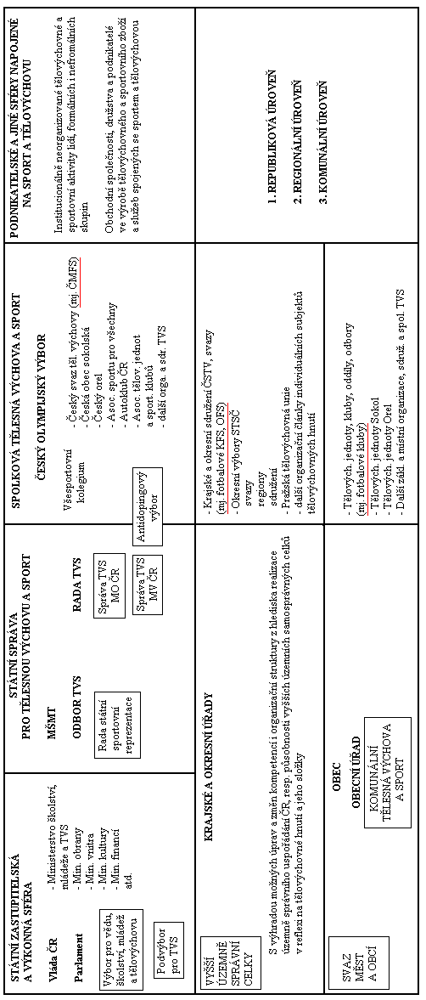 STÁTNÍ ZASTUPITELSKÁ
A VÝKONNÁ SFÉRA
Vláda ČR
- Ministerstvo školství,
mládeže a TVS
Parlament
- Min. obrany
- Min. vnitra
- Min. kultury
- Min. financí
atd.
Výbor pro vědu,
školství, mládež
a tělovýchovu
Podvýbor
pro TVS
STÁTNÍ SPRÁVA
PRO TĚLESNOU VÝCHOVU A SPORT
MŠMT
ODBOR TVS
RADA TVS
Rada státní
sportovní
reprezentace
Správa TVS
MO ČR
Správa TVS
MV ČR
Antidopingový
výbor
SPOLKOVÁ TĚLESNÁ VÝCHOVA A SPORT
ČESKÝ OLYMPIJSKÝ VÝBOR
Všesportovní
kolegium
- Český svaz těl. výchovy (mj. ČMFS)
- Česká obec sokolská
- Český orel
- Asoc. sportu pro všechny
- Autoklub ČR
- Asoc. tělov. jednot
a sport. klubů
- další orga. a sdr. TVS
PODNIKATELSKÉ A JINÉ SFÉRY NAPOJENÉ
NA SPORT A TĚLOVÝCHOVU
Institucionálně neorganizované tělovýchovné a
sportovní aktivity lidí, formálních i nefromálních
skupin
Obchodní společnosti, družstva a podnikatelé
ve výrobě tělovýchovného a sportovního zboží
a služeb spojených se sportem a tělovýchovou
VYŠŠÍ
ÚZEMNĚ
SPRÁVNÍ
CELKY
KRAJSKÉ A OKRESNÍ ÚŘADY
S výhradou možných úprav a změn kompetencí i organizační struktury z hlediska realizace
územně správního uspořádání ČR, resp. působnosti vyšších územních samosprávných celků
v reflexi na tělovýchovné hnutí a jeho složky
- Krajské a okresní sdružení ČSTV, svazy
(mj. fotbalové KFS, OFS)
- Okresní výbory STSČ
svazy
regiony
sdružení
- Pražská tělovýchovná unie
- další organizační články individuálních subjektů
tělovýchovných hnutí
1. REPUBLIKOVÁ ÚROVEŇ
2. REGIONÁLNÍ ÚROVEŇ
3. KOMUNÁLNÍ ÚROVEŇ
SVAZ
MĚST
A OBCÍ
OBEC
OBECNÍ ÚŘAD
KOMUNÁLNÍ
TĚLESNÁ VÝCHOVA
A SPORT
- Tělových. jednoty, kluby, oddíly, odbory
(mj. fotbalové kluby)
- Tělových. jednoty Sokol
- Tělových. jednoty Orel
- Další zákl. a místní organizace, sdruž. a spol. TVS